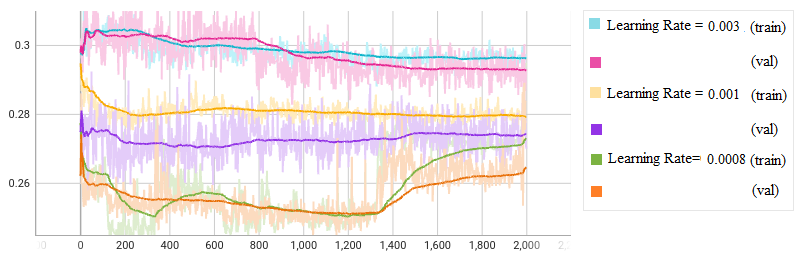 0.3
0.28
0.26
0 200 400 600 800 1,000 1,200 1,400 1,600 1,800 2,000
Learning Rate = 0.003 (train)
(val)
Learning Rate = 0.001 (train)
(val)
Learning Rate= 0.0008 (train)
(val)